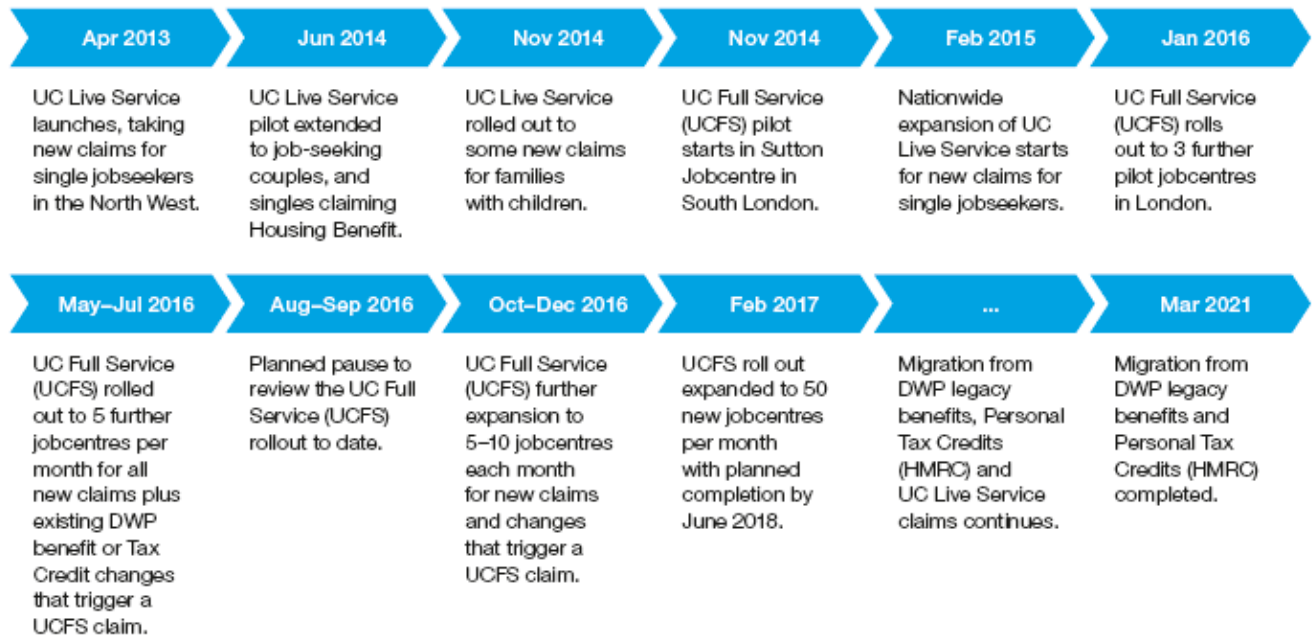 Apr 2013
UC Live Service
launches, taking
new claims for
single jobseekers
in the North West.
Jun 2014
UC Live Service
pilot extended
to job-seeking
couples, and
singles claiming
Housing Benefit.
Nov 2014
UC Live Service
rolled out to
some new claims
for families
with children.
Nov 2014
UC Full Service
(UCFS) pilot
starts in Sutton
Jobcentre in
South London.
Feb 2015
Nationwide
expansion of UC
Live Service starts
for new claims for
single jobseekers.
Jan 2016
UC Full Service
(UCFS) rolls
out to 3 further
pilot jobcentres
in London.
May–Jul 2016
UC Full Service
(UCFS) rolled
out to 5 further
jobcentres per
month for all
new claims plus
existing DWP
benefit or Tax
Credit changes
that trigger a
UCFS claim.
Aug–Sep 2016
Planned pause to
review the UC Full
Service (UCFS)
rollout to date.
Oct–Dec 2016
UC Full Service
(UCFS) further
expansion to
5–10 jobcentres
each month
for new claims
and changes
that trigger a
UCFS claim.
Feb 2017
UCFS roll out
expanded to 50
new jobcentres
per month
with planned
completion by
June 2018.
...
Migration from
DWP legacy
benefits, Personal
Tax Credits
(HMRC) and
UC Live Service
claims continues.
Mar 2021
Migration from
DWP legacy
benefits and
Personal Tax
Credits (HMRC)
completed.